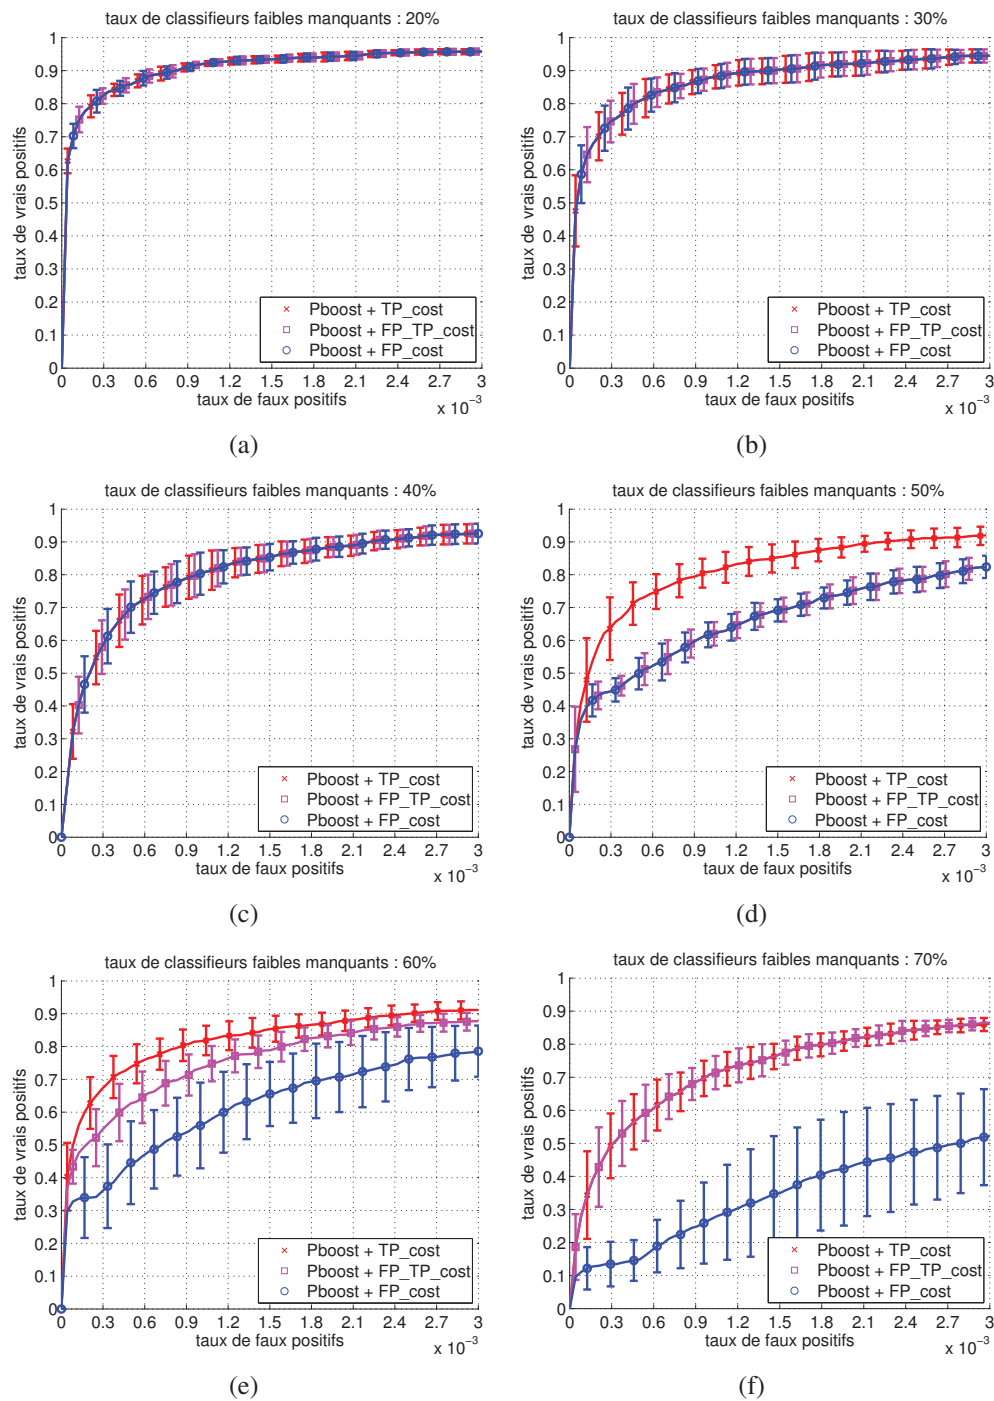 taux de classifieurs faibles manquants : 20%
1
0.9
0.8
0.7
0.6
0.5
0.4
0.3
0.2
0.1
0
taux de vrais positifs
Pboost + TP_cost
Pboost + FP_TP_cost
Pboost + FP_cost
0 0.3 0.6 0.9 1.2 1.5 1.8 2.1 2.4 2.7 3
taux de faux positifs
x 10⁻³
(a)
taux de classifieurs faibles manquants : 30%
1
0.9
0.8
0.7
0.6
0.5
0.4
0.3
0.2
0.1
0
taux de vrais positifs
Pboost + TP_cost
Pboost + FP_TP_cost
Pboost + FP_cost
0 0.3 0.6 0.9 1.2 1.5 1.8 2.1 2.4 2.7 3
taux de faux positifs
x 10⁻³
(b)
taux de classifieurs faibles manquants : 40%
1
0.9
0.8
0.7
0.6
0.5
0.4
0.3
0.2
0.1
0
taux de vrais positifs
Pboost + TP_cost
Pboost + FP_TP_cost
Pboost + FP_cost
0 0.3 0.6 0.9 1.2 1.5 1.8 2.1 2.4 2.7 3
taux de faux positifs
x 10⁻³
(c)
taux de classifieurs faibles manquants : 50%
1
0.9
0.8
0.7
0.6
0.5
0.4
0.3
0.2
0.1
0
taux de vrais positifs
Pboost + TP_cost
Pboost + FP_TP_cost
Pboost + FP_cost
0 0.3 0.6 0.9 1.2 1.5 1.8 2.1 2.4 2.7 3
taux de faux positifs
x 10⁻³
(d)
taux de classifieurs faibles manquants : 60%
1
0.9
0.8
0.7
0.6
0.5
0.4
0.3
0.2
0.1
0
taux de vrais positifs
Pboost + TP_cost
Pboost + FP_TP_cost
Pboost + FP_cost
0 0.3 0.6 0.9 1.2 1.5 1.8 2.1 2.4 2.7 3
taux de faux positifs
x 10⁻³
(e)
taux de classifieurs faibles manquants : 70%
1
0.9
0.8
0.7
0.6
0.5
0.4
0.3
0.2
0.1
0
taux de vrais positifs
Pboost + TP_cost
Pboost + FP_TP_cost
Pboost + FP_cost
0 0.3 0.6 0.9 1.2 1.5 1.8 2.1 2.4 2.7 3
taux de faux positifs
x 10⁻³
(f)